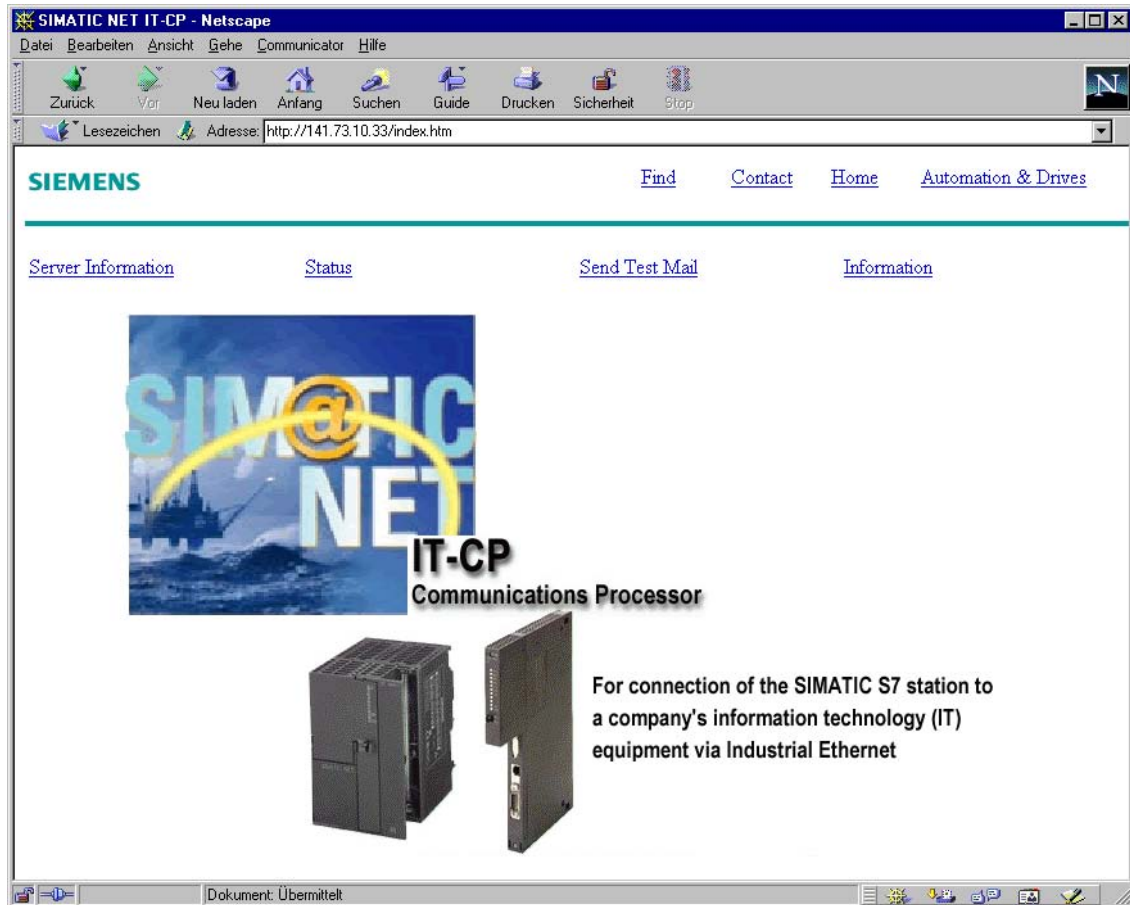 SIMATIC NET IT-CP - Netscape
Datei Bearbeiten Ansicht Gehe Communicator Hilfe
Zurück Vor Neu laden Anfang Suchen Guide Drucken Sicherheit Stop
N
Lesezeichen Adresse: http://141.73.10.33/index.htm
SIEMENS Find Contact Home Automation & Drives
Server Information Status Send Test Mail Information
SIM@TIC
NET
IT-CP
Communications Processor
For connection of the SIMATIC S7 station to
a company's information technology (IT)
equipment via Industrial Ethernet
Dokument: Übermittelt